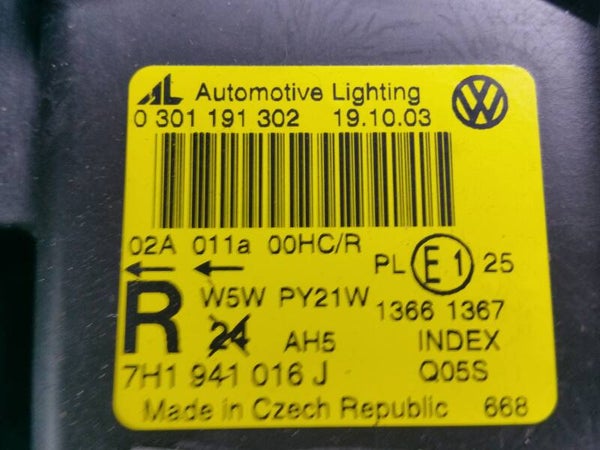 AL Automotive Lighting
0 301 191 302 19.10.03
02A 011a 00HC/R
PL E1 25
R W5W PY21W
1366 1367
24 AH5 INDEX
7H1 941 016 J Q05S
Made in Czech Republic 668